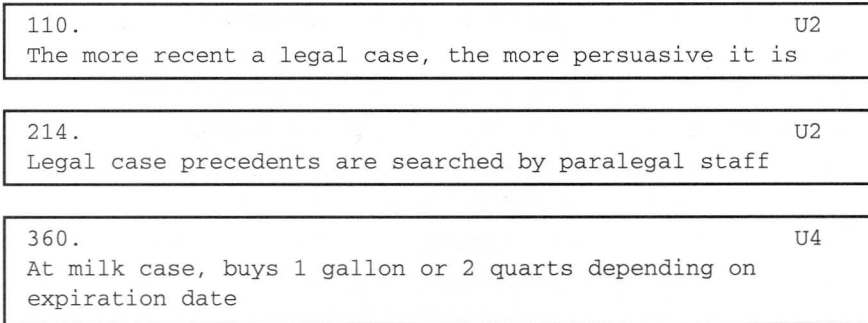 110. U2
The more recent a legal case, the more persuasive it is
214. U2
Legal case precedents are searched by paralegal staff
360. U4
At milk case, buys 1 gallon or 2 quarts depending on
expiration date